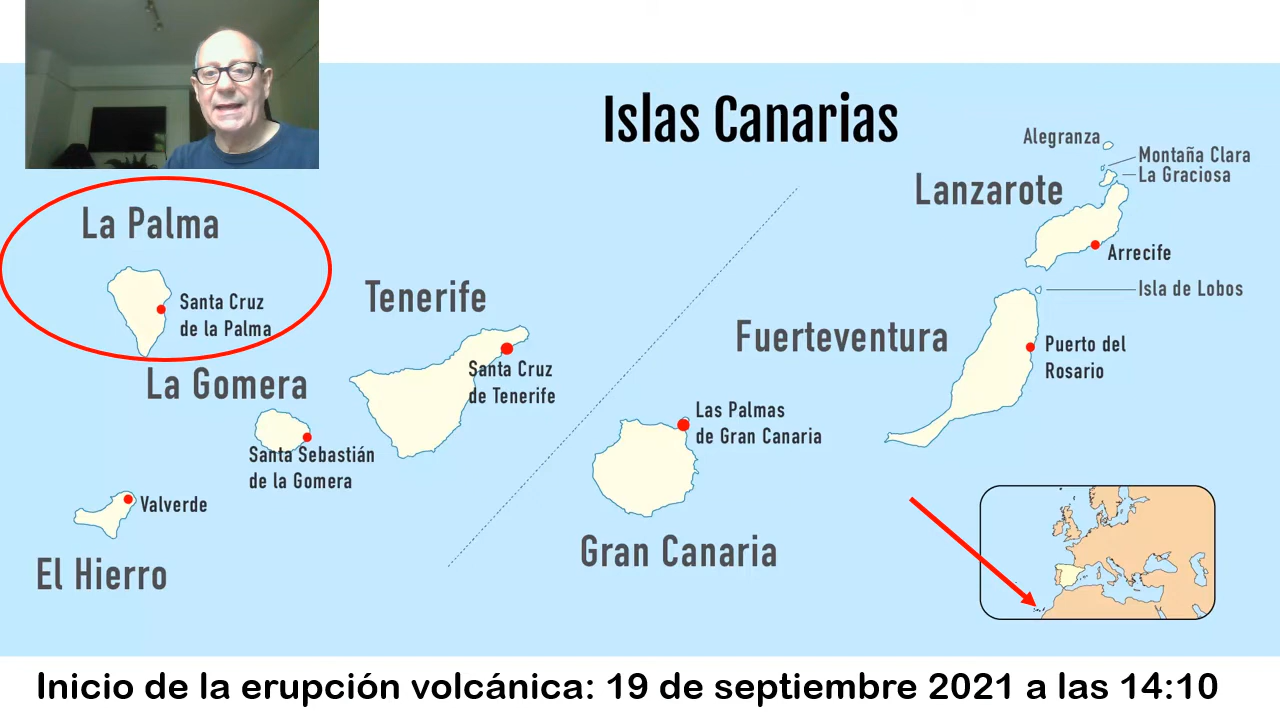 Islas Canarias
Alegranza
Montaña Clara
La Graciosa
Lanzarote
Arrecife
Isla de Lobos
La Palma
Santa Cruz
de la Palma
Tenerife
Santa Cruz
de Tenerife
Fuerteventura
Puerto del
Rosario
La Gomera
Santa Sebastián
de la Gomera
Las Palmas
de Gran Canaria
Valverde
Gran Canaria
El Hierro
Inicio de la erupción volcánica: 19 de septiembre 2021 a las 14:10